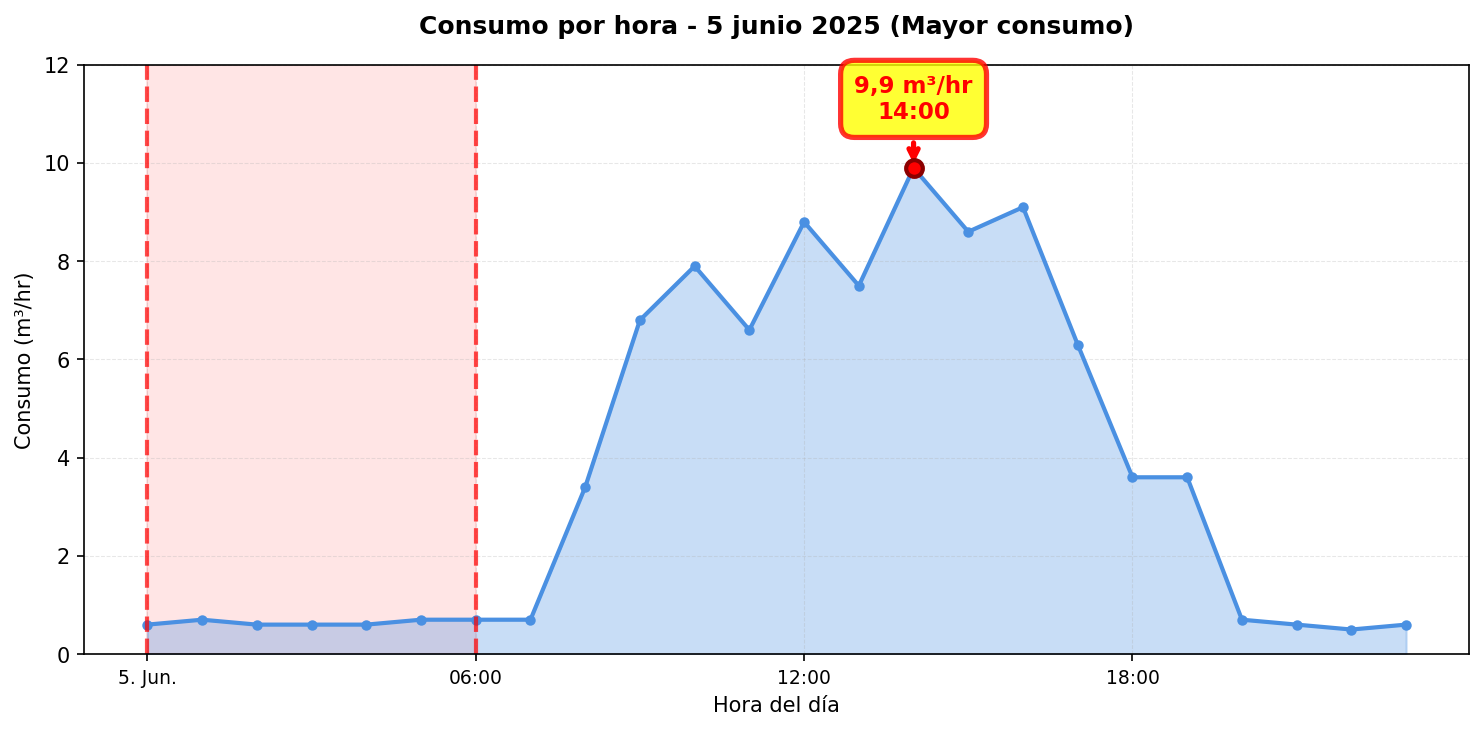 Consumo por hora - 5 junio 2025 (Mayor consumo)
9,9 m³/hr
14:00
Consumo (m³/hr)
12
10
8
6
4
2
0
5. Jun.
06:00
12:00
18:00
Hora del día